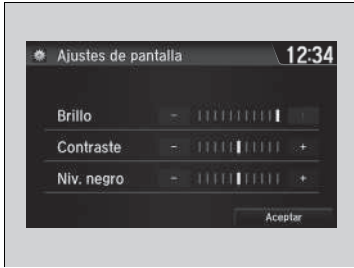 Ajustes de pantalla 12:34
Brillo -
Contraste - +
Niv. negro - +
Aceptar